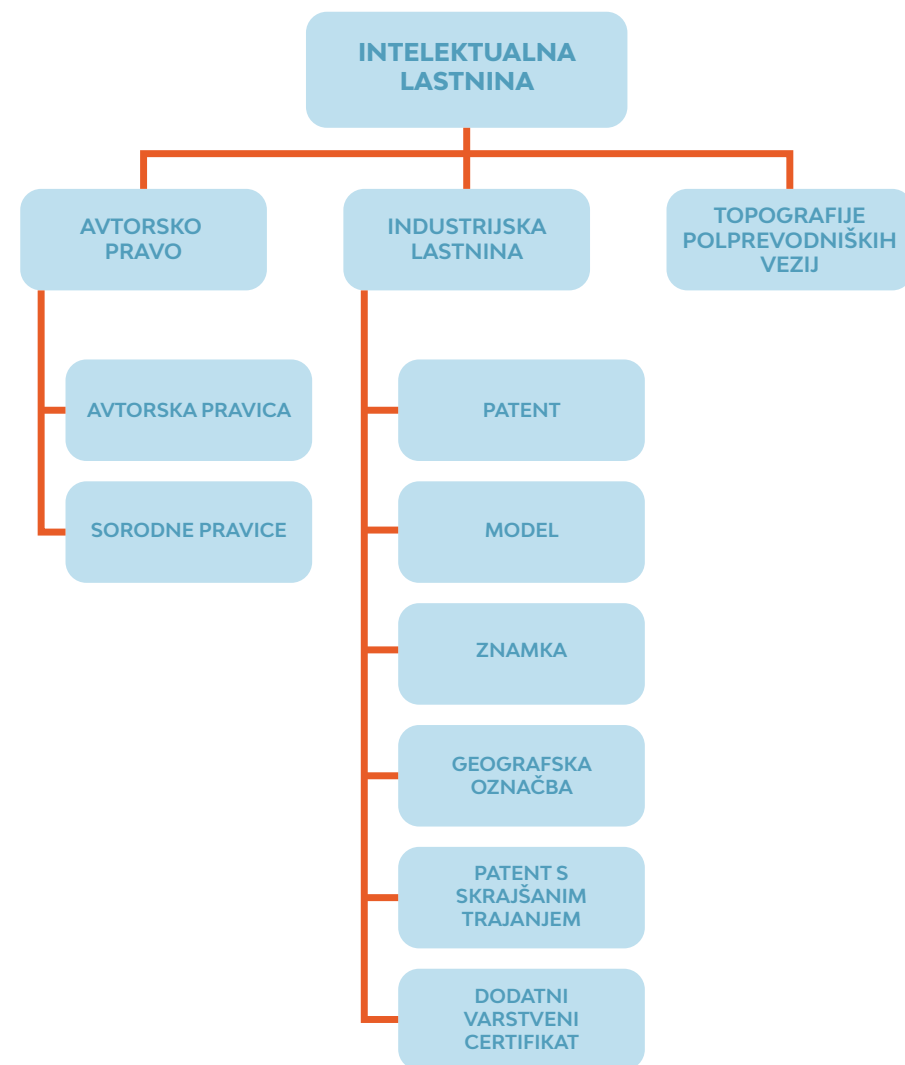 INTELEKTUALNA
LASTNINA
AVTORSKO
PRAVO
INDUSTRIJSKA
LASTNINA
TOPOGRAFIJE
POLPREVODNIŠKIH
VEZIJ
AVTORSKA PRAVICA
SORODNE PRAVICE
PATENT
MODEL
ZNAMKA
GEOGRAFSKA
OZNAČBA
PATENT S
SKRAJŠANIM
TRAJANJEM
DODATNI
VARSTVENI
CERTIFIKAT